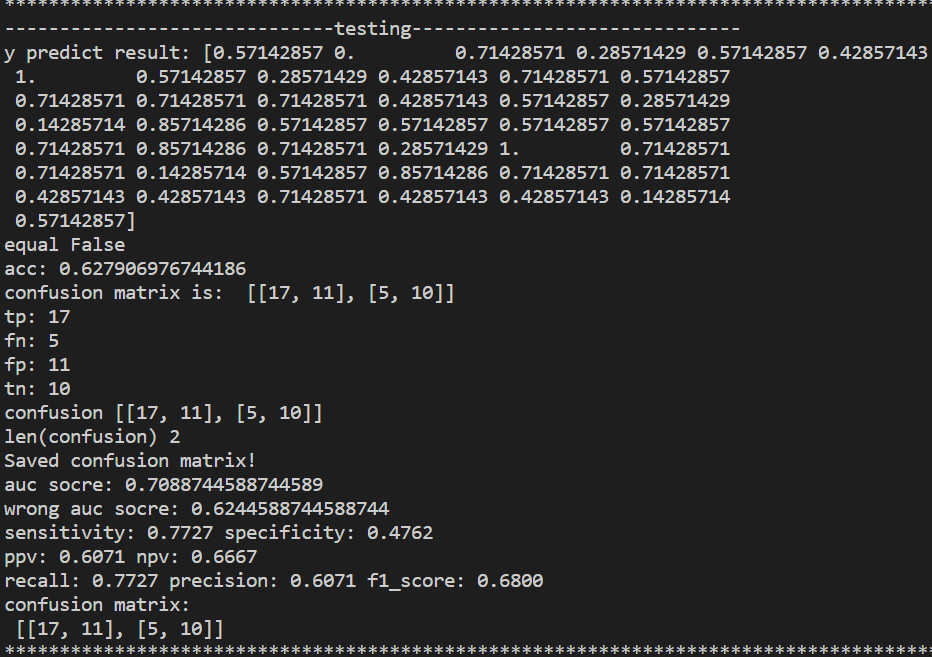 ************************************************************************************
------------------------------testing------------------------------
y predict result: [0.57142857 0.         0.71428571 0.28571429 0.57142857 0.42857143
 1.         0.57142857 0.28571429 0.42857143 0.71428571 0.57142857
 0.71428571 0.71428571 0.71428571 0.42857143 0.57142857 0.28571429
 0.14285714 0.85714286 0.57142857 0.57142857 0.57142857 0.57142857
 0.71428571 0.85714286 0.71428571 0.28571429 1.         0.71428571
 0.71428571 0.14285714 0.57142857 0.85714286 0.71428571 0.71428571
 0.42857143 0.42857143 0.71428571 0.42857143 0.42857143 0.14285714
 0.57142857]
equal False
acc: 0.627906976744186
confusion matrix is:  [[17, 11], [5, 10]]
tp: 17
fn: 5
fp: 11
tn: 10
confusion [[17, 11], [5, 10]]
len(confusion) 2
Saved confusion matrix!
auc socre: 0.7088744588744589
wrong auc socre: 0.6244588744588744
sensitivity: 0.7727 specificity: 0.4762
ppv: 0.6071 npv: 0.6667
recall: 0.7727 precision: 0.6071 f1_score: 0.6800
confusion matrix:
 [[17, 11], [5, 10]]
************************************************************************************